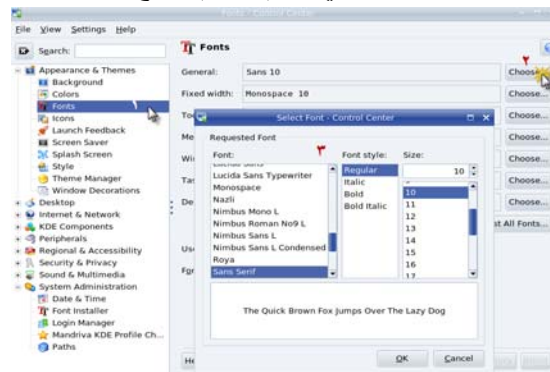 Fonts - Control Center
File View Settings Help
Search:
Fonts
Appearance & Themes
Background
Colors
Fonts
Icons
Launch Feedback
Screen Saver
Splash Screen
Style
Theme Manager
Window Decorations
Desktop
Internet & Network
KDE Components
Peripherals
Regional & Accessibility
Security & Privacy
Sound & Multimedia
System Administration
Date & Time
Font Installer
Login Manager
Mandriva KDE Profile Ch...
Paths
۱
۲
General: Sans 10 Choose...
Fixed width: Monospace 10 Choose...
Choose...
Choose...
Choose...
Choose...
Choose...
Select Font - Control Center
Requested Font
۳
Font: Font style: Size:
Lucida Sans Typewriter
Monospace
Nazli
Nimbus Mono L
Nimbus Roman No9 L
Nimbus Sans L
Nimbus Sans L Condensed
Roya
Sans Serif
Regular
Italic
Bold
Bold Italic
10
10
11
12
13
14
15
16
17
The Quick Brown Fox Jumps Over The Lazy Dog
OK Cancel